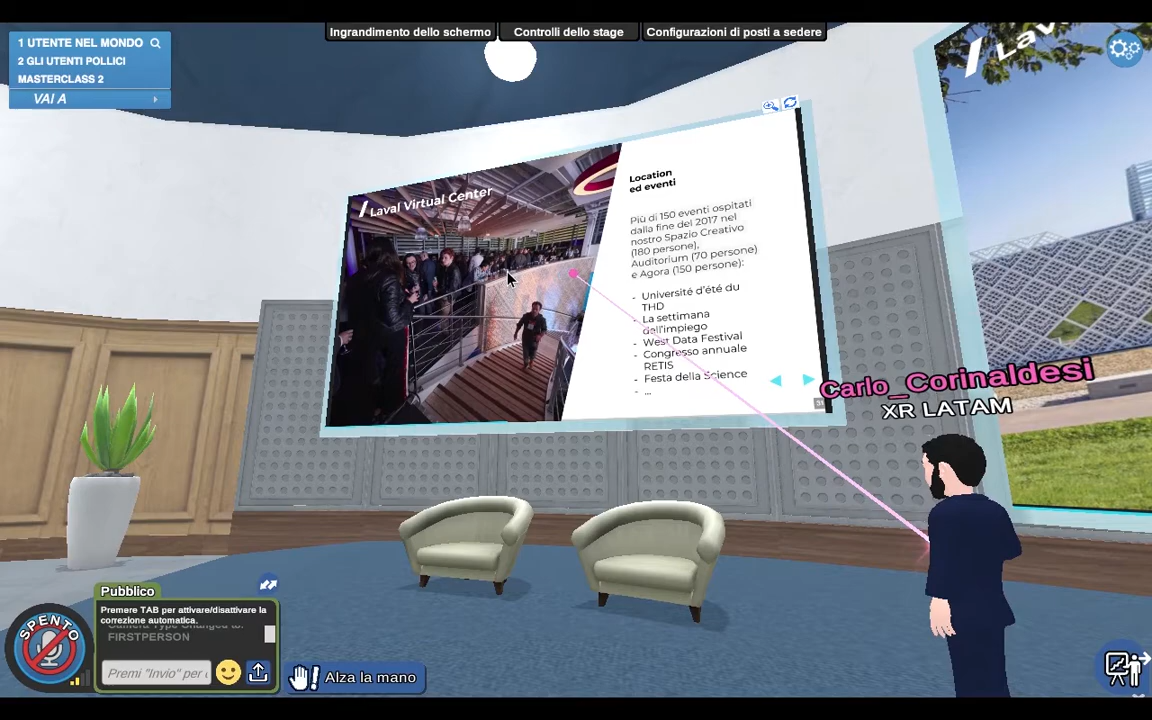 Ingrandimento dello schermo
Controlli dello stage
Configurazioni di posti a sedere
1 UTENTE NEL MONDO
2 GLI UTENTI POLLICI
MASTERCLASS 2
VAI A
Laval Virtual Center
Location
ed eventi
Più di 150 eventi ospitati
dalla fine del 2017 nel
nostro Spazio Creativo
(180 persone),
Auditorium (70 persone)
e Agora (150 persone):
- Université d'été du
THD
- La settimana
dell'impiego
- West Data Festival
- Congresso annuale
RETIS
- Festa della Science
- ...
Carlo_Corinaldesi
XR LATAM
Pubblico
Premere TAB per attivare/disattivare la
correzione automatica.
Camera Type Changed to:
FIRSTPERSON
Premi "Invio" per
SPENTO
Alza la mano